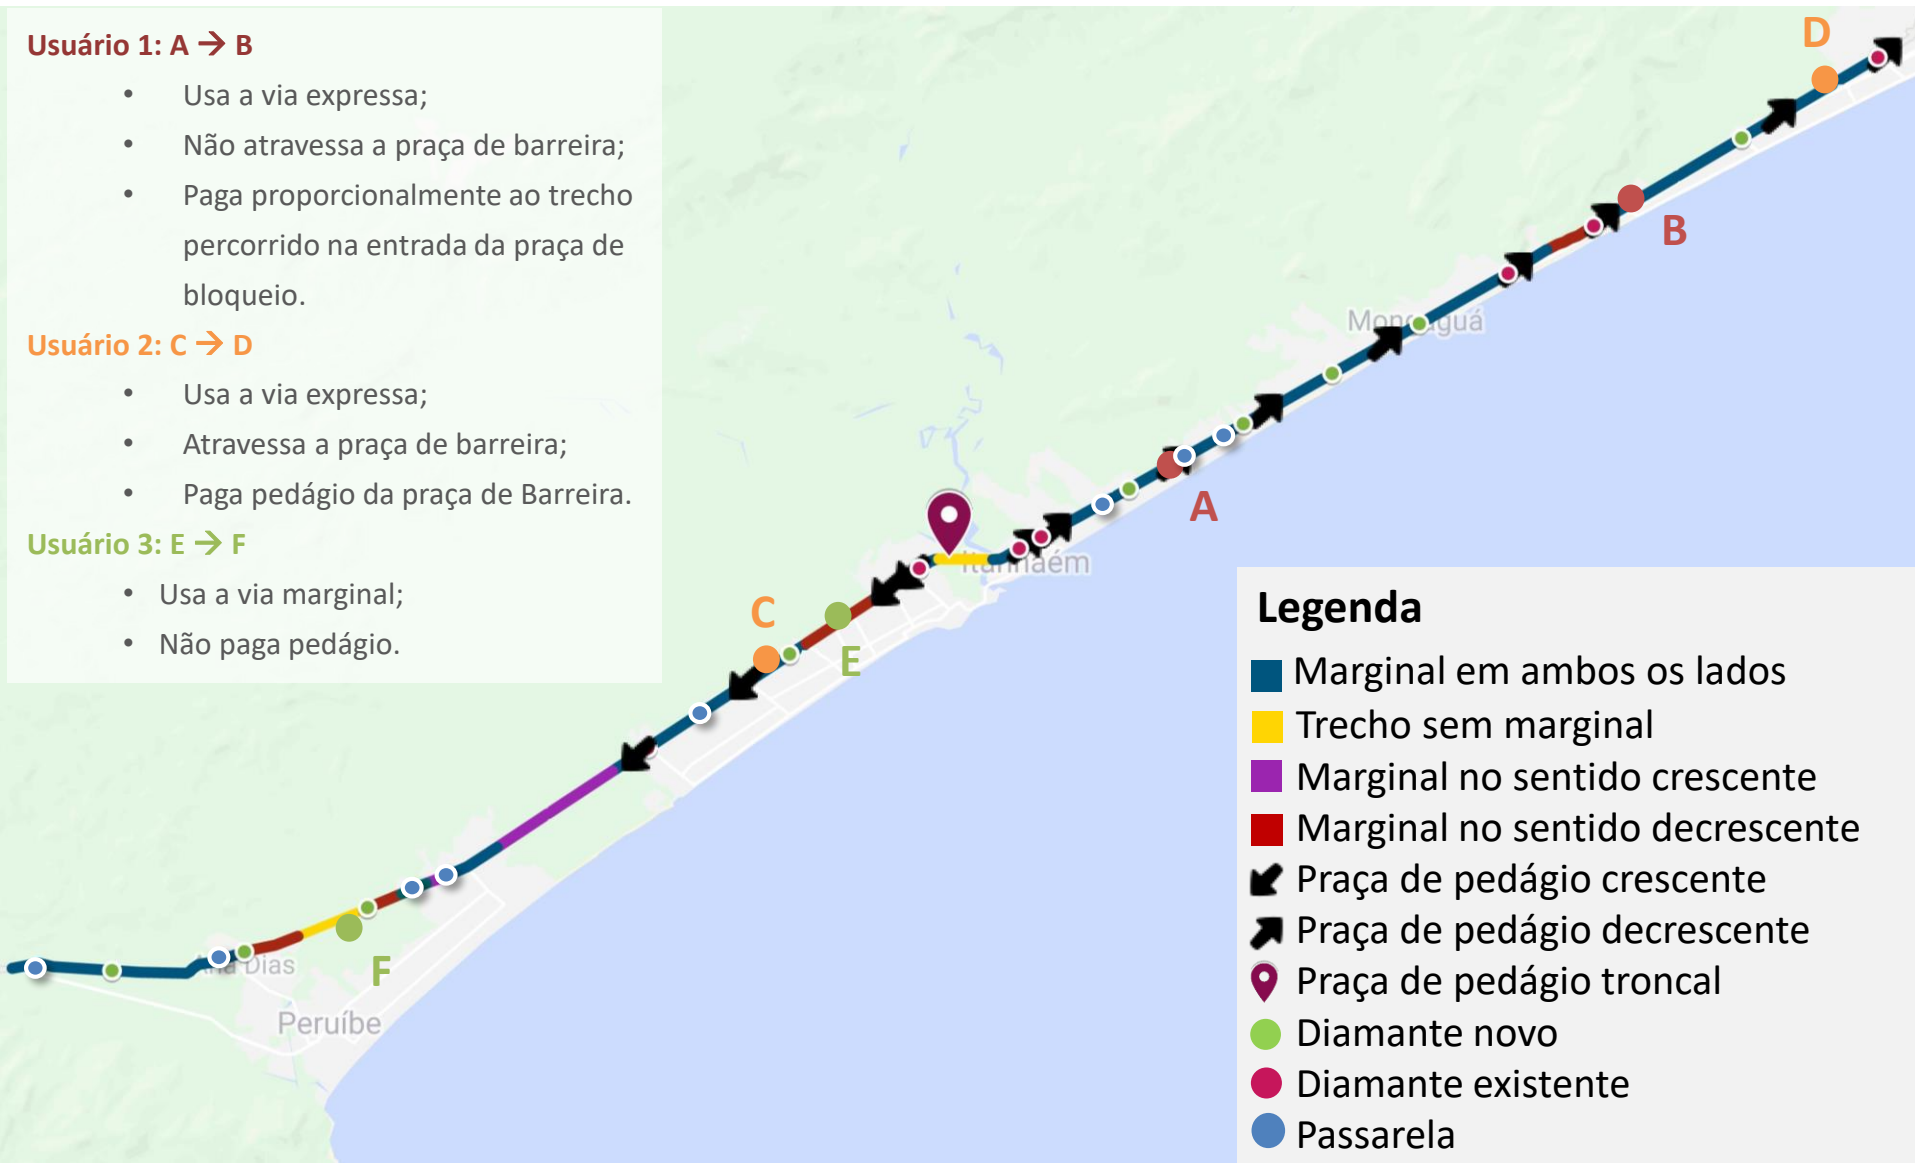 Usuário 1: A → B
• Usa a via expressa;
• Não atravessa a praça de barreira;
• Paga proporcionalmente ao trecho
percorrido na entrada da praça de
bloqueio.
Usuário 2: C → D
• Usa a via expressa;
• Atravessa a praça de barreira;
• Paga pedágio da praça de Barreira.
Usuário 3: E → F
• Usa a via marginal;
• Não paga pedágio.
D
B
Mongaguá
A
Itanhaém
C
E
F
Ana Dias
Peruíbe
Legenda
Marginal em ambos os lados
Trecho sem marginal
Marginal no sentido crescente
Marginal no sentido decrescente
Praça de pedágio crescente
Praça de pedágio decrescente
Praça de pedágio troncal
Diamante novo
Diamante existente
Passarela